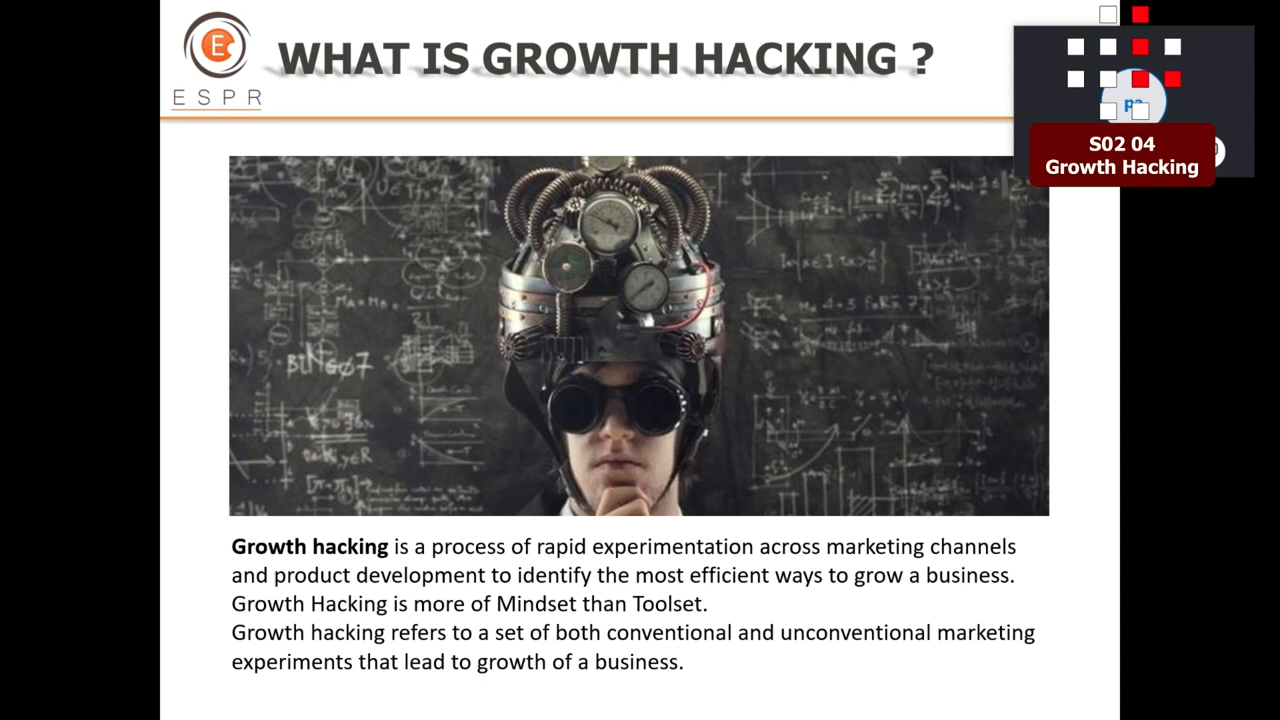 WHAT IS GROWTH HACKING ?
E
E S P R
S02 04
Growth Hacking
BING07
Growth hacking is a process of rapid experimentation across marketing channels
and product development to identify the most efficient ways to grow a business.
Growth Hacking is more of Mindset than Toolset.
Growth hacking refers to a set of both conventional and unconventional marketing
experiments that lead to growth of a business.